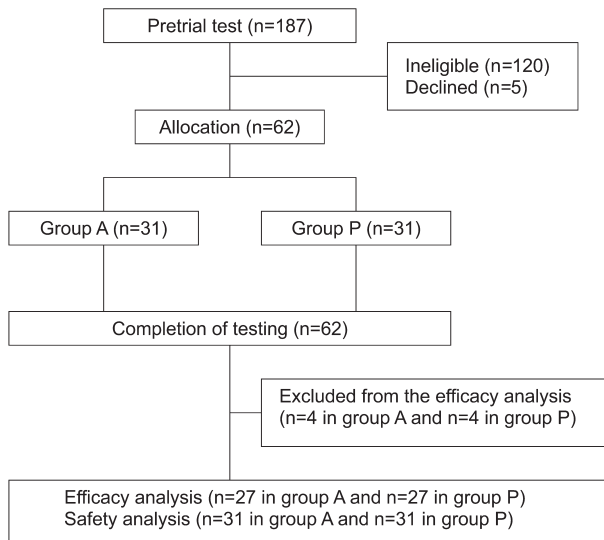 Pretrial test (n=187)
Ineligible (n=120)
Declined (n=5)
Allocation (n=62)
Group A (n=31)
Group P (n=31)
Completion of testing (n=62)
Excluded from the efficacy analysis
(n=4 in group A and n=4 in group P)
Efficacy analysis (n=27 in group A and n=27 in group P)
Safety analysis (n=31 in group A and n=31 in group P)